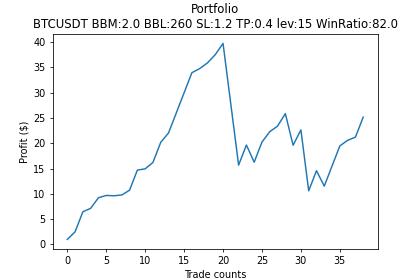 Portfolio
BTCUSDT BBM:2.0 BBL:260 SL:1.2 TP:0.4 lev:15 WinRatio:82.0
40
35
30
25
20
15
10
5
0
Profit ($)
0 5 10 15 20 25 30 35
Trade counts